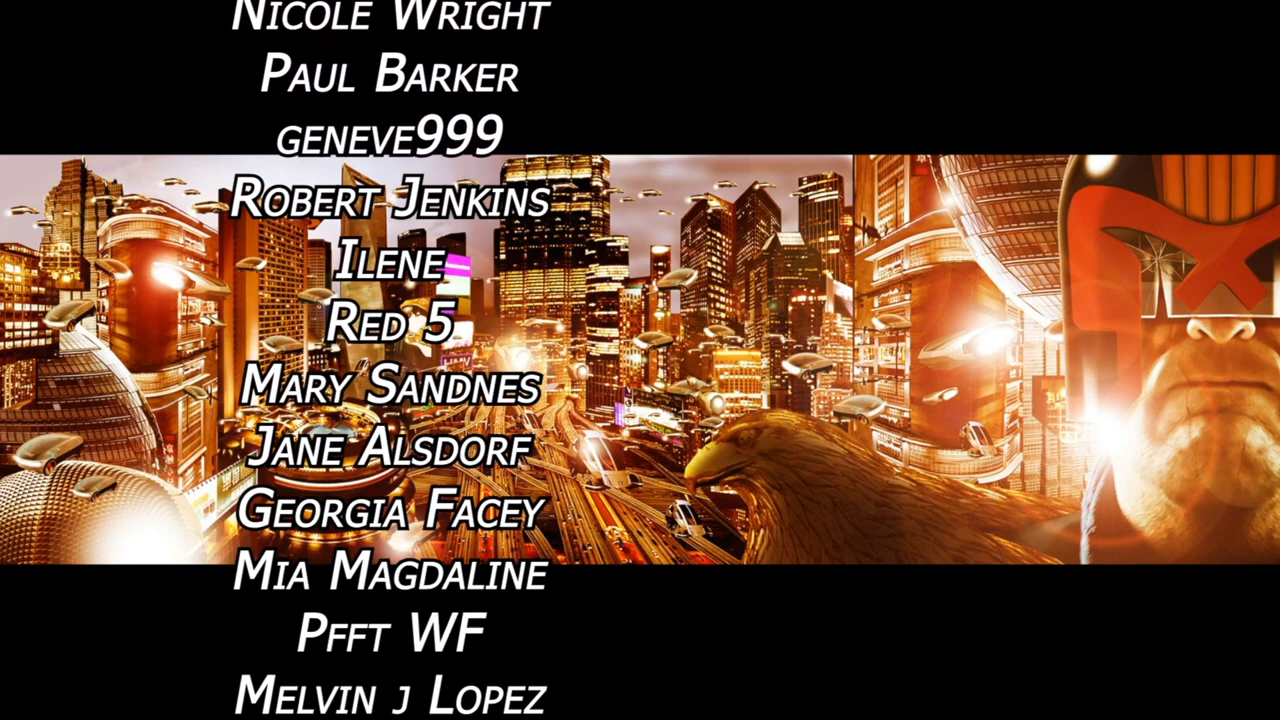 Nicole Wright
Paul Barker
geneve999
Robert Jenkins
Ilene
Red 5
Mary Sandnes
Jane Alsdorf
Georgia Facey
Mia Magdaline
Pfft WF
Melvin j Lopez